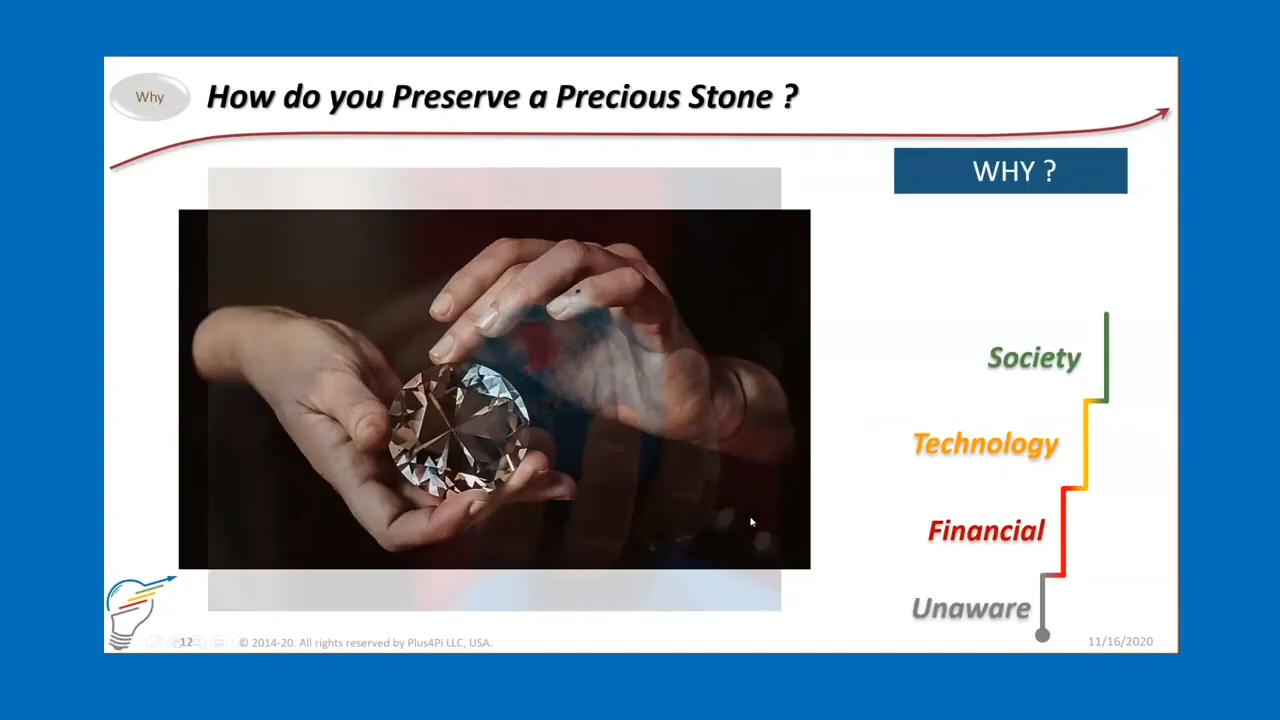 Why
How do you Preserve a Precious Stone ?
WHY ?
Society
Technology
Financial
Unaware
12
© 2014-20. All rights reserved by Plus4Pi LLC, USA.
11/16/2020